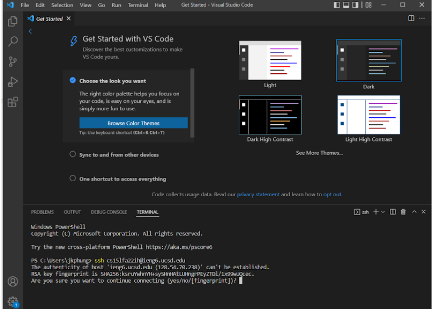 File Edit Selection View Go Run Terminal Help
Get Started - Visual Studio Code
Get Started
Get Started with VS Code
Discover the best customizations to make
VS Code yours.
Choose the look you want
The right color palette helps you focus on
your code, is easy on your eyes, and is
simply more fun to use.
Browse Color Themes
Tip: Use keyboard shortcut (Ctrl+K Ctrl+T)
Sync to and from other devices
One shortcut to access everything
Light
Dark
Dark High Contrast
Light High Contrast
See More Themes...
Code collects usage data. Read our privacy statement and learn how to opt out.
PROBLEMS OUTPUT DEBUG CONSOLE TERMINAL
ssh
Windows PowerShell
Copyright (C) Microsoft Corporation. All rights reserved.
Try the new cross-platform PowerShell https://aka.ms/pscore6
PS C:\Users\jkphung> ssh cs15lfa22ih@ieng6.ucsd.edu
The authenticity of host 'ieng6.ucsd.edu (128.54.70.238)' can't be established.
RSA key fingerprint is
Are you sure you want to continue connecting (yes/no/[fingerprint])?